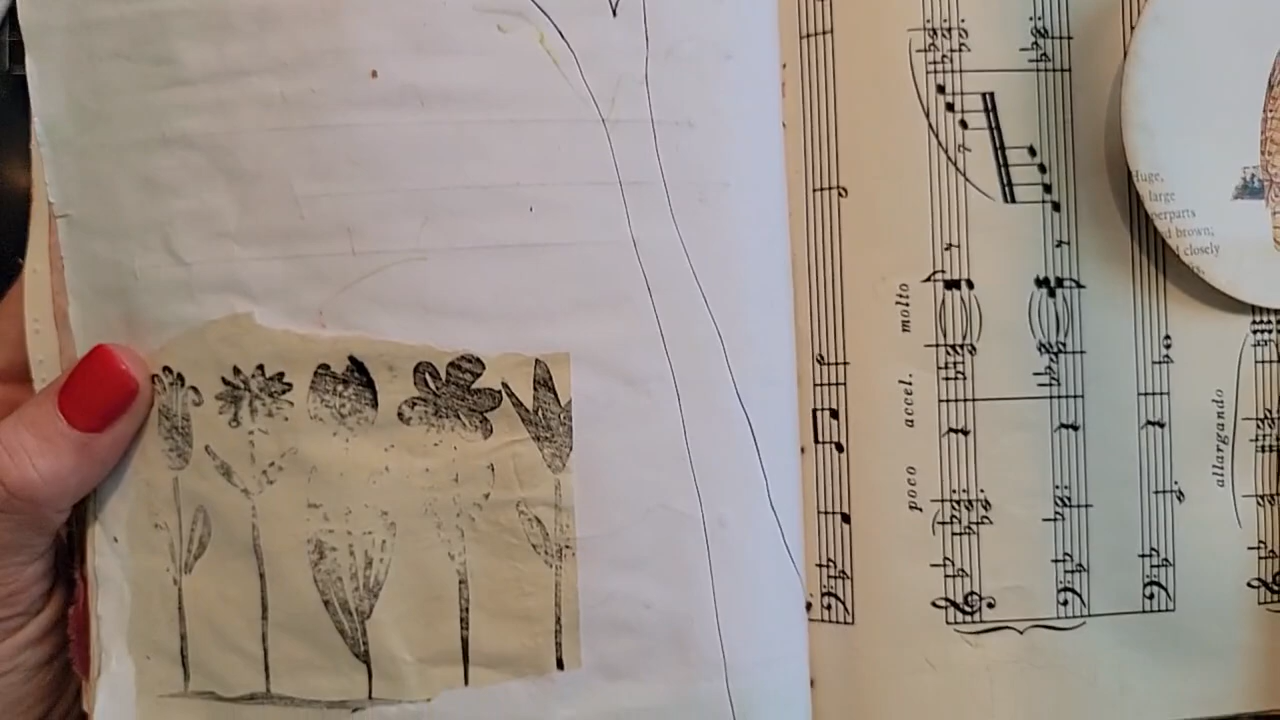 poco accel. molto
allargando
Huge,
large
perparts
d brown;
closely